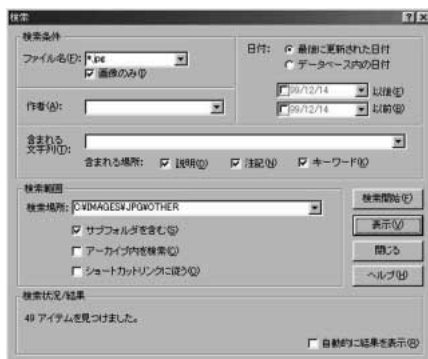 検索
検索条件
ファイル名(F): *.jpe
画像のみ(I)
日付: 最後に更新された日付
データベース内の日付
99/12/14 以後(E)
99/12/14 以前(B)
作者(A):
含まれる
文字列(T):
含まれる場所: 説明(D) 注記(N) キーワード(K)
検索範囲
検索場所: C:¥IMAGES¥JPG¥OTHER
サブフォルダを含む(S)
アーカイブ内を検索(C)
ショートカットリンクに従う(O)
検索開始(F)
表示(V)
閉じる
ヘルプ(H)
検索状況/結果
49 アイテムを見つけました。
自動的に結果を表示(R)